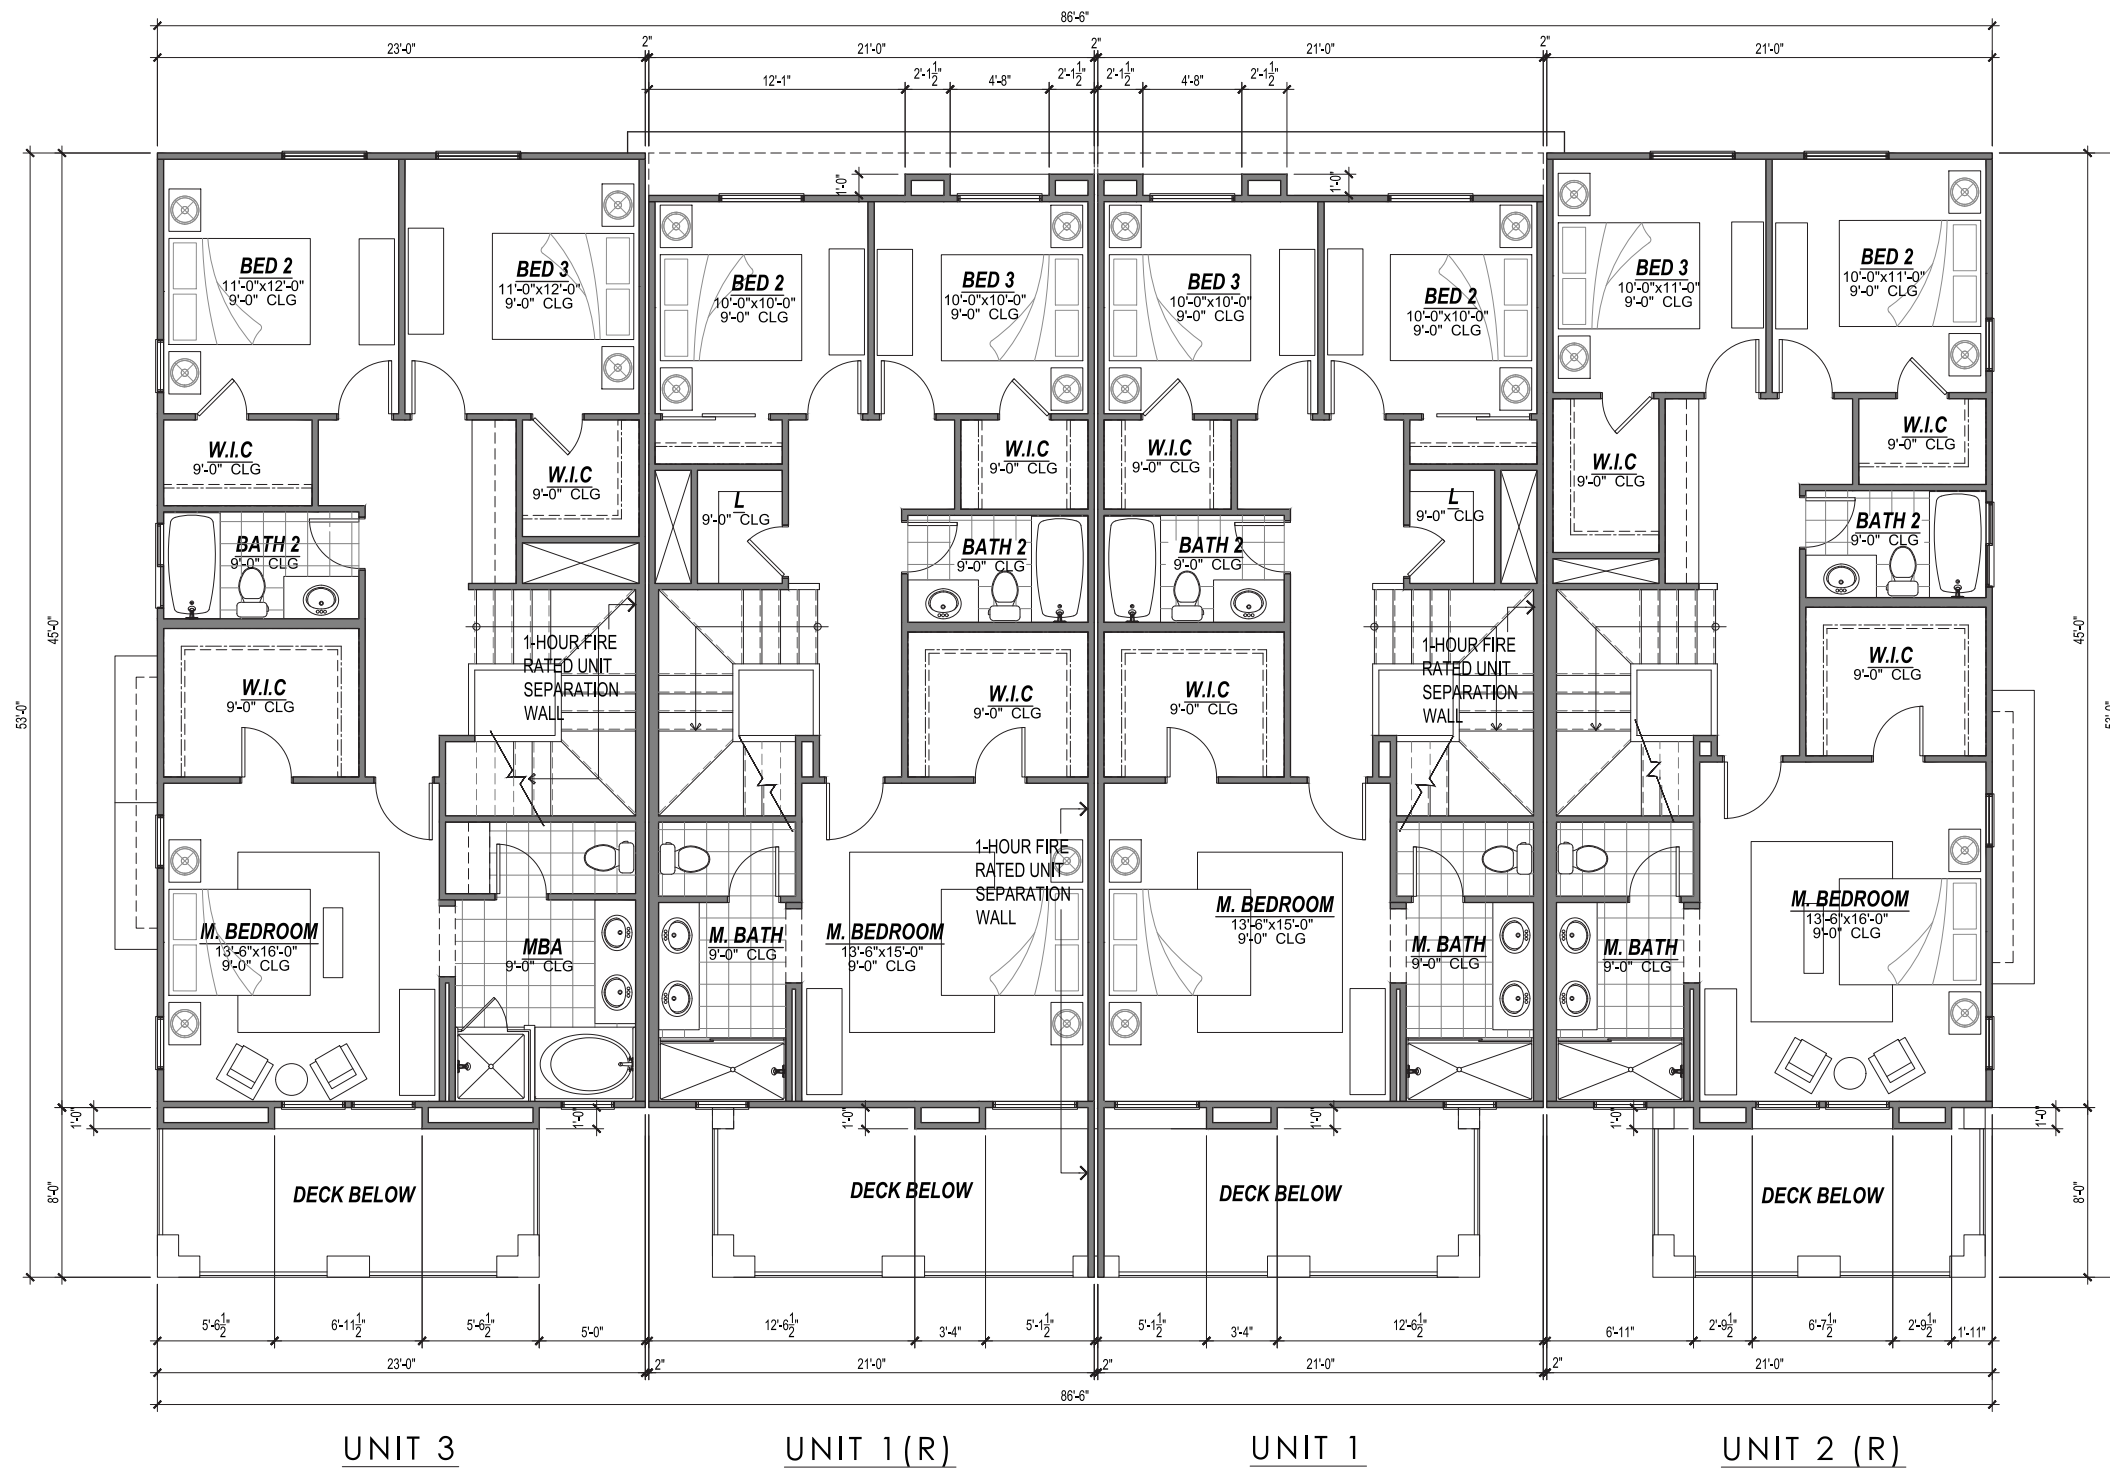 86'-6"
23'-0"
2"
21'-0"
2"
21'-0"
2"
21'-0"
12'-1"
2'-1 1/2"
4'-8"
2'-1 1/2"
2'-1 1/2"
4'-8"
2'-1 1/2"
1'-0"
1'-0"
BED 2
11'-0"x12'-0"
9'-0" CLG
BED 3
11'-0"x12'-0"
9'-0" CLG
BED 2
10'-0"x10'-0"
9'-0" CLG
BED 3
10'-0"x10'-0"
9'-0" CLG
BED 3
10'-0"x10'-0"
9'-0" CLG
BED 2
10'-0"x10'-0"
9'-0" CLG
BED 3
10'-0"x11'-0"
9'-0" CLG
BED 2
10'-0"x11'-0"
9'-0" CLG
W.I.C
9'-0" CLG
W.I.C
9'-0" CLG
W.I.C
9'-0" CLG
W.I.C
9'-0" CLG
W.I.C
9'-0" CLG
W.I.C
9'-0" CLG
L
9'-0" CLG
L
9'-0" CLG
BATH 2
9'-0" CLG
BATH 2
9'-0" CLG
BATH 2
9'-0" CLG
BATH 2
9'-0" CLG
53'-0"
45'-0"
45'-0"
1-HOUR FIRE
RATED UNIT
SEPARATION
WALL
1-HOUR FIRE
RATED UNIT
SEPARATION
WALL
W.I.C
9'-0" CLG
W.I.C
9'-0" CLG
W.I.C
9'-0" CLG
W.I.C
9'-0" CLG
1-HOUR FIRE
RATED UNIT
SEPARATION
WALL
M. BEDROOM
13'-6"x16'-0"
9'-0" CLG
MBA
9'-0" CLG
M. BATH
9'-0" CLG
M. BEDROOM
13'-6"x15'-0"
9'-0" CLG
M. BEDROOM
13'-6"x15'-0"
9'-0" CLG
M. BATH
9'-0" CLG
M. BATH
9'-0" CLG
M. BEDROOM
13'-6"x16'-0"
9'-0" CLG
1'-0"
1'-0"
1'-0"
1'-0"
1'-0"
1'-0"
8'-0"
DECK BELOW
DECK BELOW
DECK BELOW
DECK BELOW
8'-0"
5'-6 1/2"
6'-11 1/2"
5'-6 1/2"
5'-0"
12'-6 1/2"
3'-4"
5'-1 1/2"
5'-1 1/2"
3'-4"
12'-6 1/2"
6'-11"
2'-9 1/2"
6'-7 1/2"
2'-9 1/2"
1'-11"
23'-0"
2"
21'-0"
2"
21'-0"
2"
21'-0"
86'-6"
UNIT 3
UNIT 1(R)
UNIT 1
UNIT 2 (R)